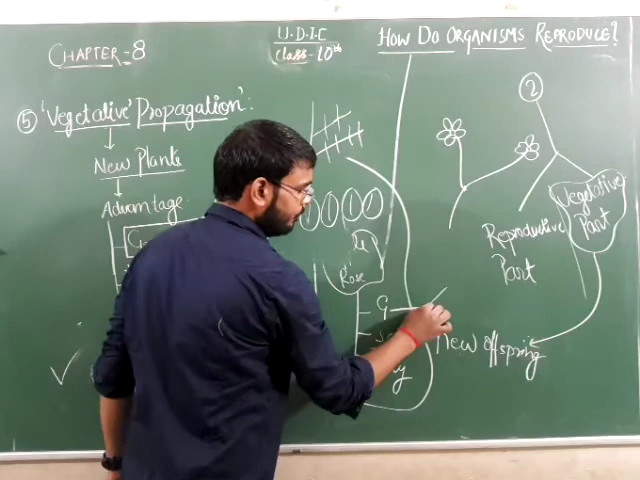 CHAPTER-8
U.D.I.C
Class-10th
HOW DO ORGANISMS REPRODUCE?
⑤ 'Vegetative' Propagation':
New Plants
Advantage
Rose
②
Reproductive
Part
Vegetative
Part
New offspring